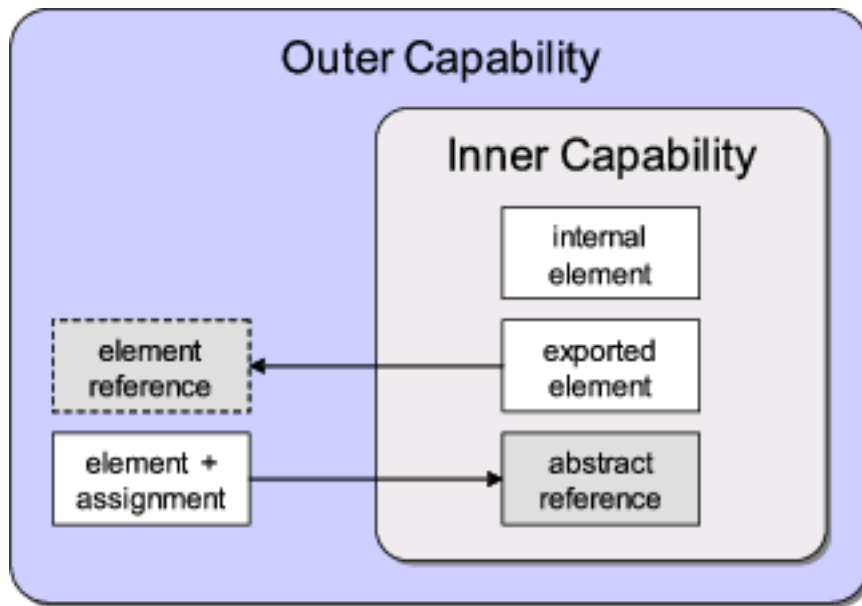 Outer Capability
Inner Capability
internal
element
element
reference
exported
element
element +
assignment
abstract
reference